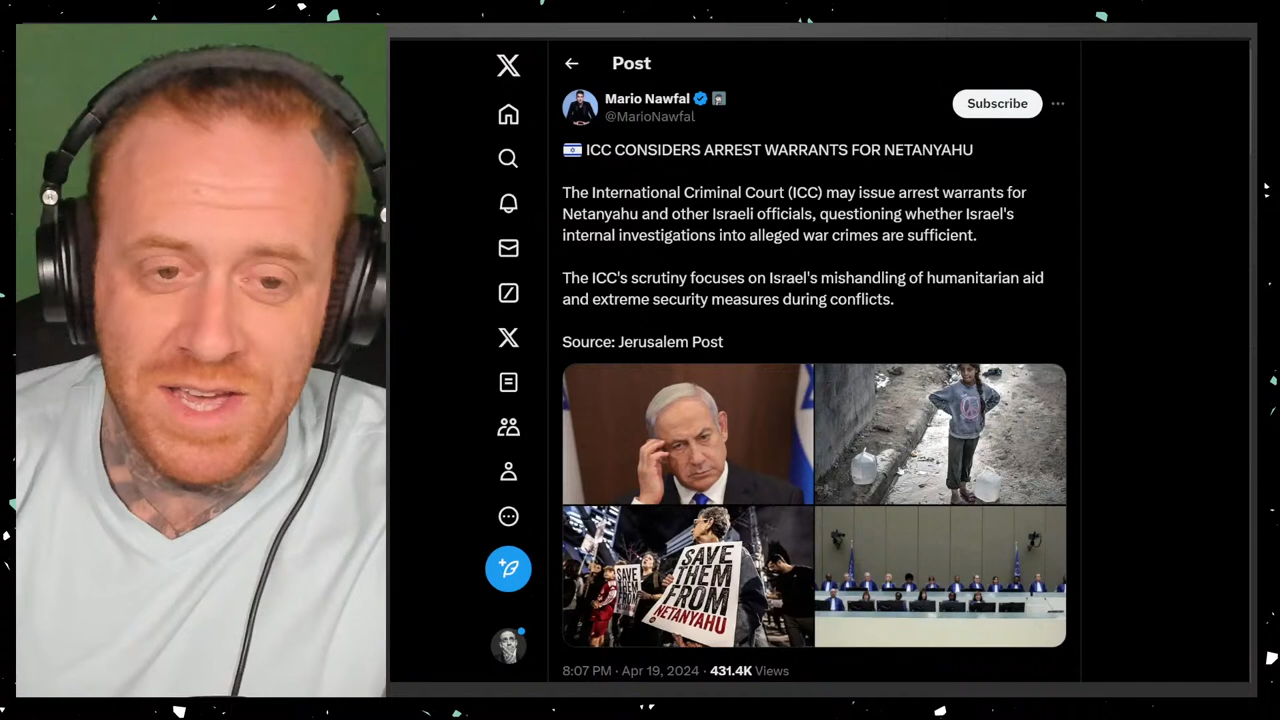 Post
Mario Nawfal
@MarioNawfal
Subscribe
ICC CONSIDERS ARREST WARRANTS FOR NETANYAHU
The International Criminal Court (ICC) may issue arrest warrants for
Netanyahu and other Israeli officials, questioning whether Israel's
internal investigations into alleged war crimes are sufficient.
The ICC's scrutiny focuses on Israel's mishandling of humanitarian aid
and extreme security measures during conflicts.
Source: Jerusalem Post
SAVE
THEM
FROM
NETANYAHU
SAVE
THEM
FROM
8:07 PM · Apr 19, 2024 · 431.4K Views